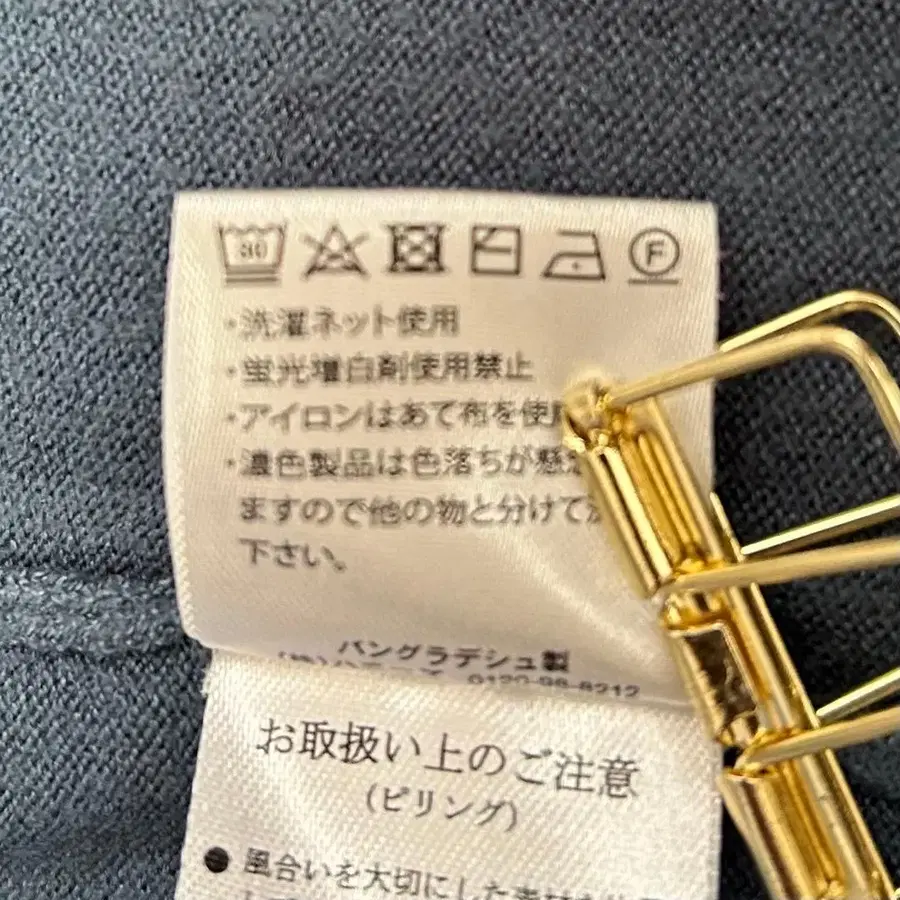 30
F
・洗濯ネット使用
・蛍光増白剤使用禁止
・アイロンはあて布を使
・濃色製品は色落ちが懸
ますので他の物と分けて
下さい。
バングラデシュ製
0120-98-8212
お取扱い上のご注意
(ピリング)
● 風合いを大切にした